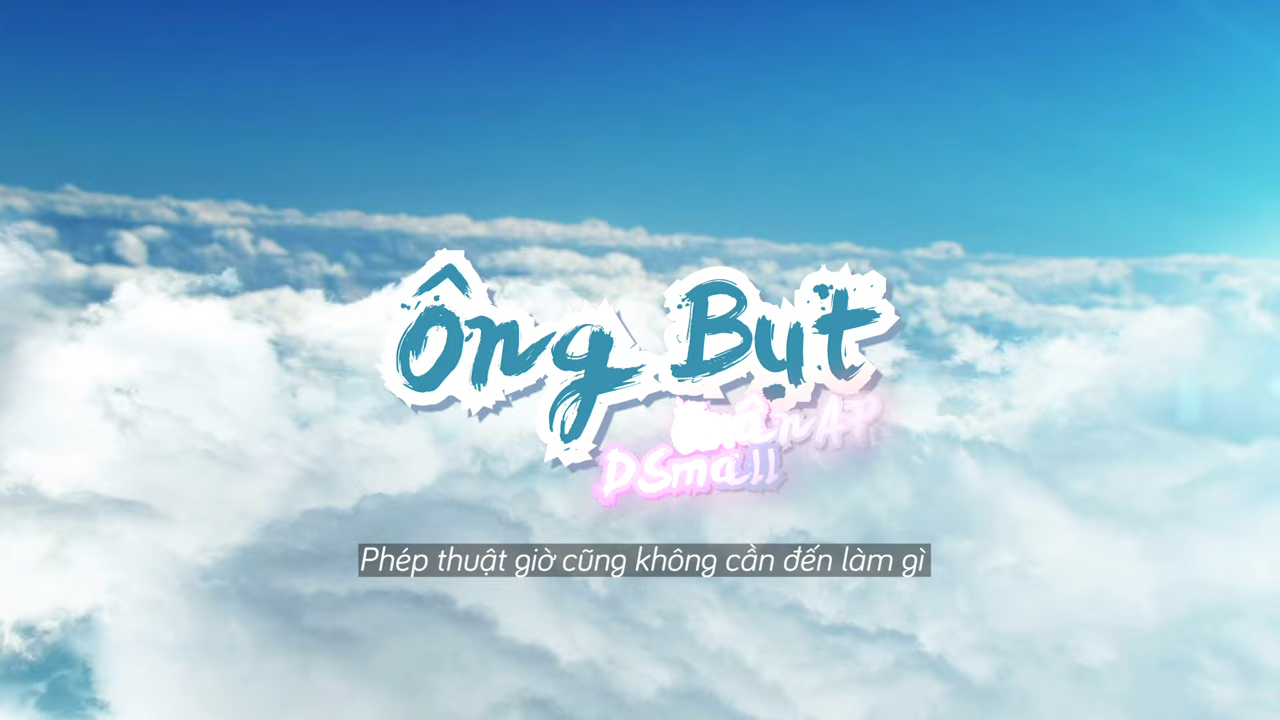 Ông Bụt
DSmall
Phép thuật giờ cũng không cần đến làm gì